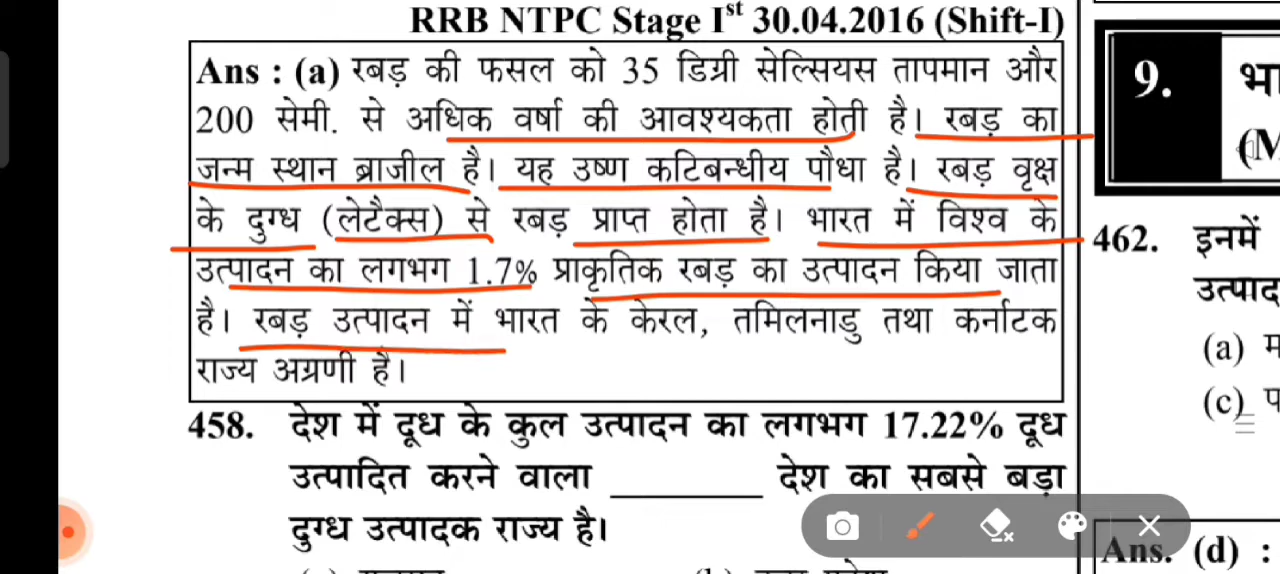 RRB NTPC Stage Ist 30.04.2016 (Shift-I)
Ans : (a) रबड़ की फसल को 35 डिग्री सेल्सियस तापमान और
200 सेमी. से अधिक वर्षा की आवश्यकता होती है। रबड़ का
जन्म स्थान ब्राजील है। यह उष्ण कटिबन्धीय पौधा है। रबड़ वृक्ष
के दुग्ध (लेटैक्स) से रबड़ प्राप्त होता है। भारत में विश्व के
उत्पादन का लगभग 1.7% प्राकृतिक रबड़ का उत्पादन किया जाता
है। रबड़ उत्पादन में भारत के केरल, तमिलनाडु तथा कर्नाटक
राज्य अग्रणी है।
458. देश में दूध के कुल उत्पादन का लगभग 17.22% दूध
उत्पादित करने वाला ________ देश का सबसे बड़ा
दुग्ध उत्पादक राज्य है।
9.
462. इनमें
(a)
(c)
Ans. (d) :